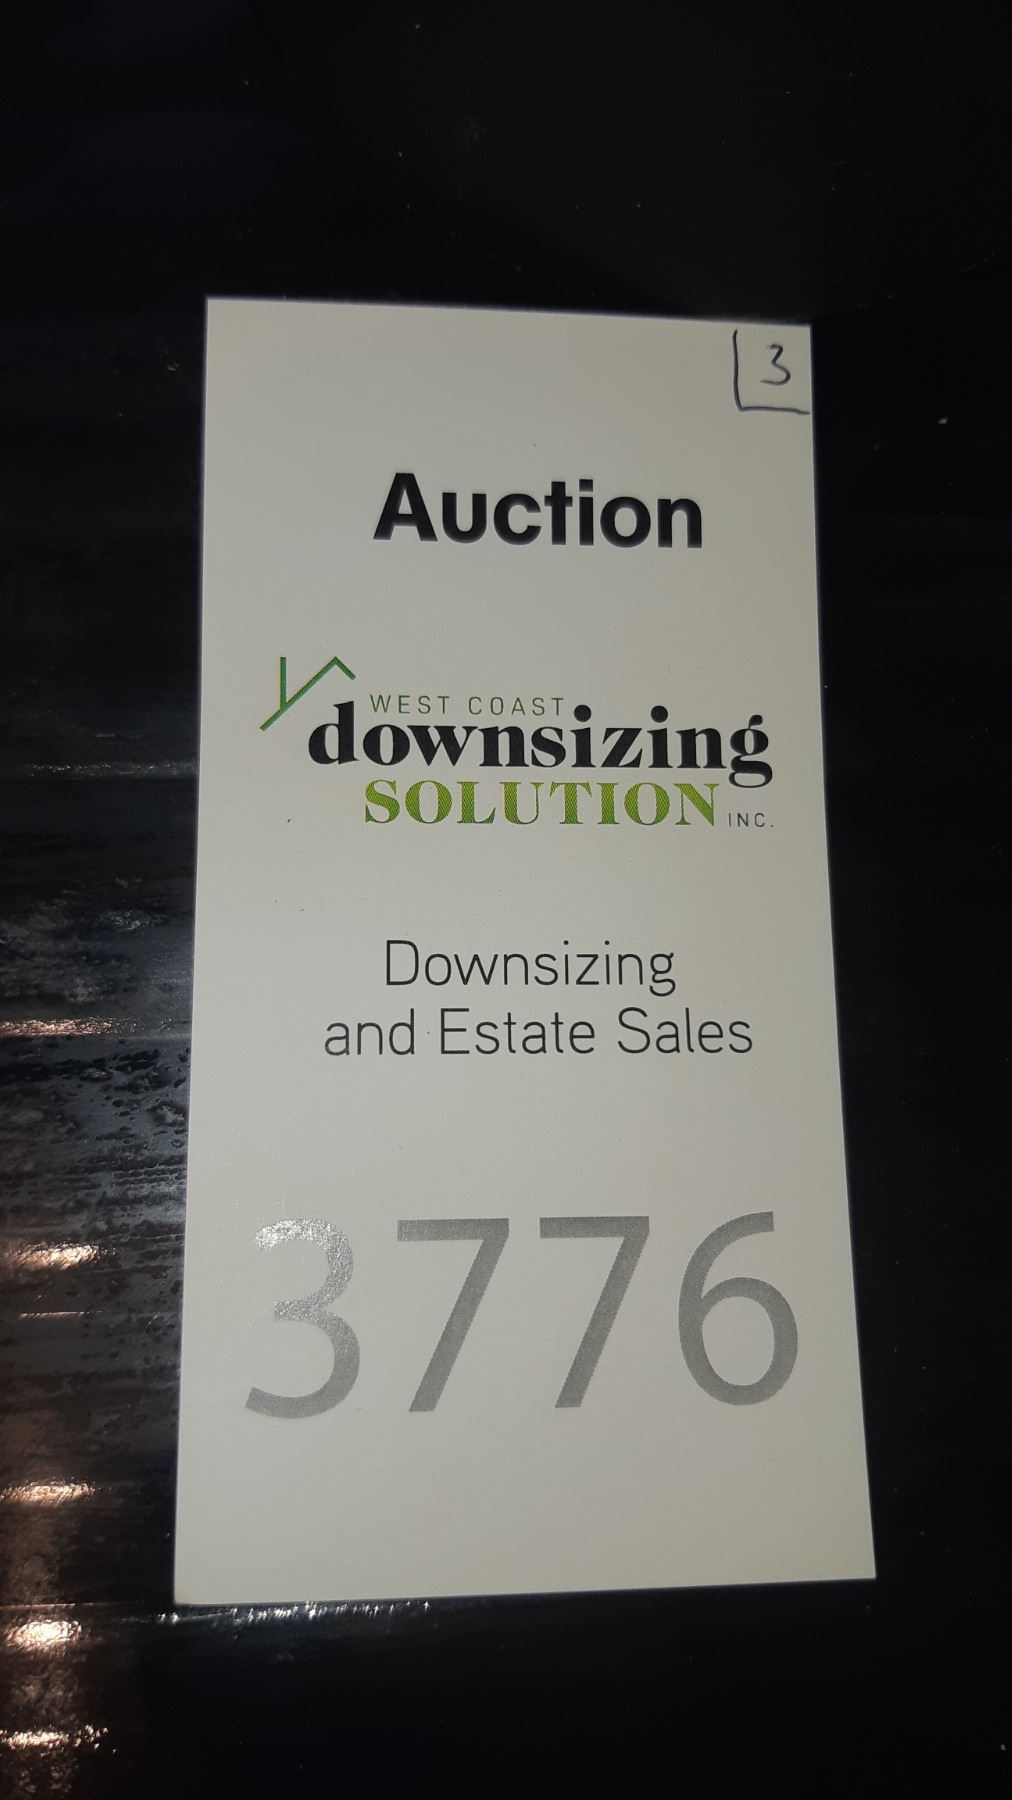 3
Auction
WEST COAST
downsizing
SOLUTION INC.
Downsizing
and Estate Sales
3776